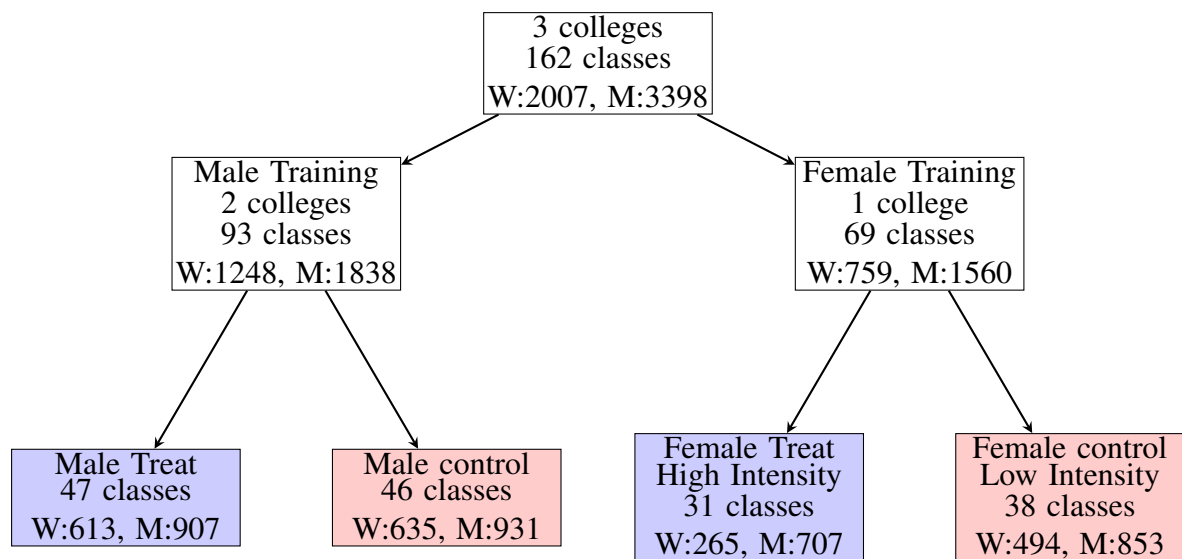 3 colleges
162 classes
W:2007, M:3398
Male Training
2 colleges
93 classes
W:1248, M:1838
Female Training
1 college
69 classes
W:759, M:1560
Male Treat
47 classes
W:613, M:907
Male control
46 classes
W:635, M:931
Female Treat
High Intensity
31 classes
W:265, M:707
Female control
Low Intensity
38 classes
W:494, M:853